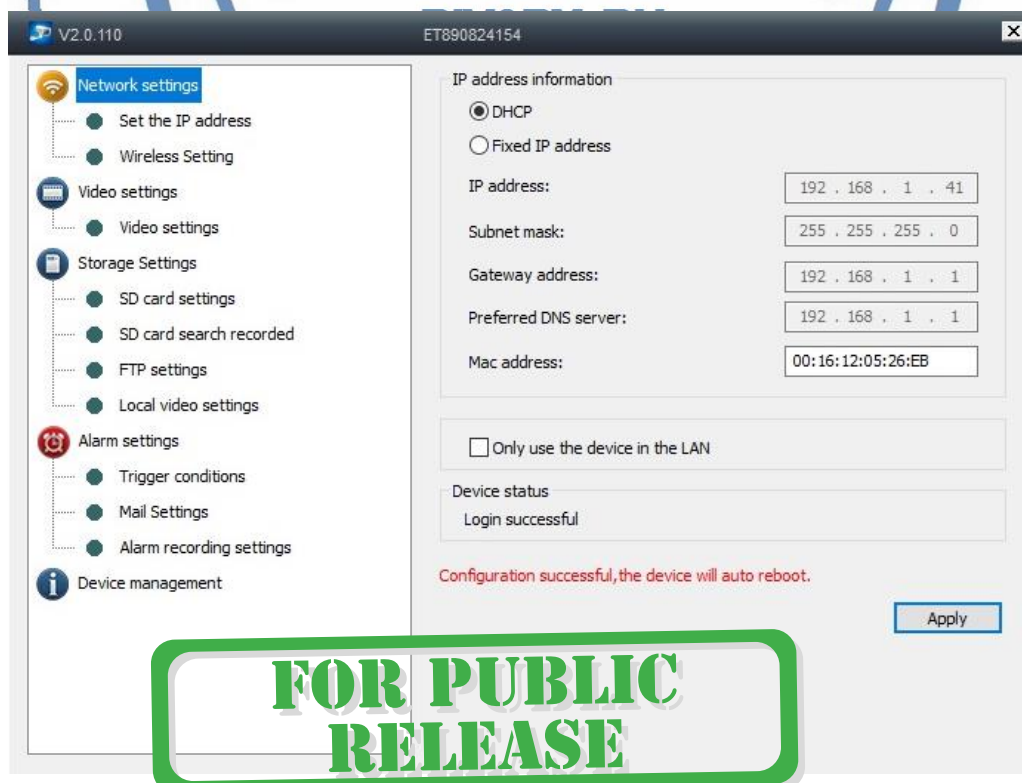 V2.0.110
ET890824154
Network settings
Set the IP address
Wireless Setting
Video settings
Video settings
Storage Settings
SD card settings
SD card search recorded
FTP settings
Local video settings
Alarm settings
Trigger conditions
Mail Settings
Alarm recording settings
Device management
IP address information
DHCP
Fixed IP address
IP address: 192 . 168 . 1 . 41
Subnet mask: 255 . 255 . 255 . 0
Gateway address: 192 . 168 . 1 . 1
Preferred DNS server: 192 . 168 . 1 . 1
Mac address: 00:16:12:05:26:EB
Only use the device in the LAN
Device status
Login successful
Configuration successful,the device will auto reboot.
Apply
FOR PUBLIC
RELEASE